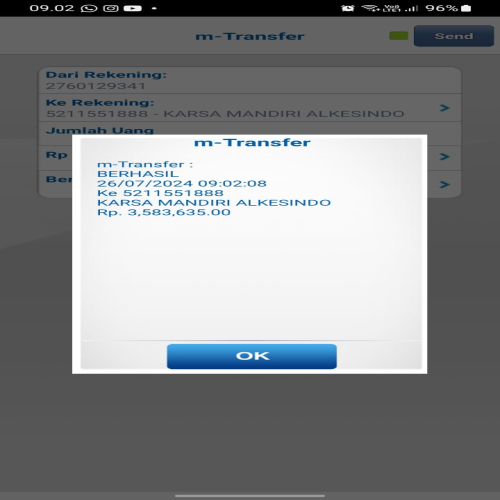 09.02 96%
m-Transfer Send
Dari Rekening:
2760129341
Ke Rekening:
5211551888 - KARSA MANDIRI ALKESINDO
Jumlah Uang
Rp
Ber
m-Transfer
m-Transfer :
BERHASIL
26/07/2024 09:02:08
Ke 5211551888
KARSA MANDIRI ALKESINDO
Rp. 3,583,635.00
OK